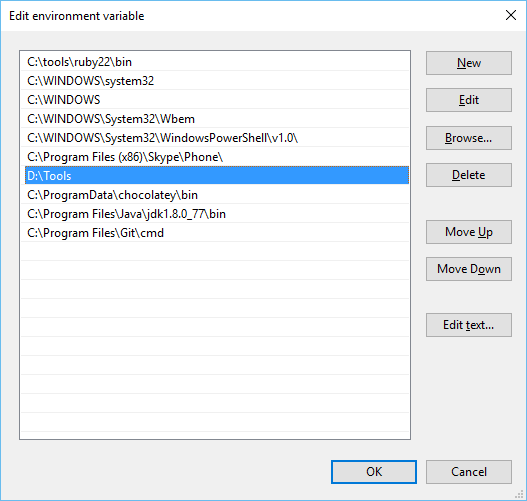 Edit environment variable
C:\tools\ruby22\bin
C:\WINDOWS\system32
C:\WINDOWS
C:\WINDOWS\System32\Wbem
C:\WINDOWS\System32\WindowsPowerShell\v1.0\
C:\Program Files (x86)\Skype\Phone\
D:\Tools
C:\ProgramData\chocolatey\bin
C:\Program Files\Java\jdk1.8.0_77\bin
C:\Program Files\Git\cmd
New
Edit
Browse...
Delete
Move Up
Move Down
Edit text...
OK
Cancel